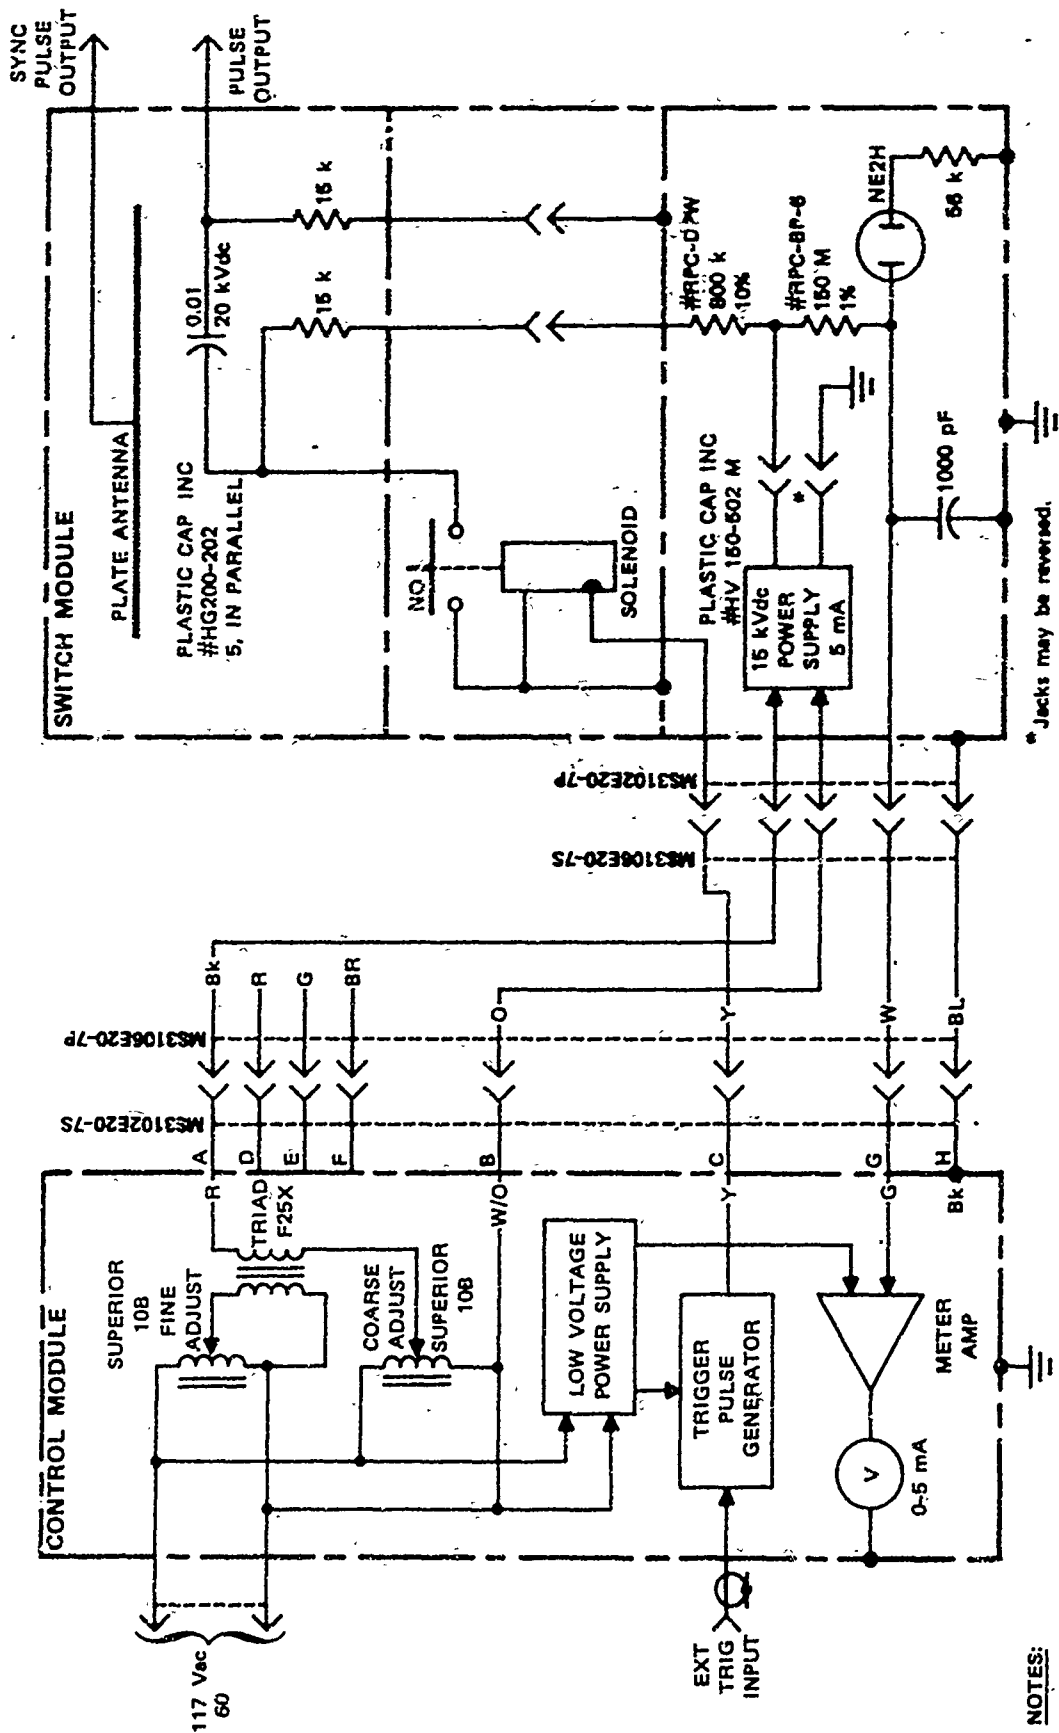 SYNC
PULSE
OUTPUT
PULSE
OUTPUT
SWITCH MODULE
PLATE ANTENNA
0.01
20 kVdc
15 k
15 k
PLASTIC CAP INC
#HG200-202
5, IN PARALLEL
NO
SOLENOID
#RPC-DPW
800 k
10%
#RPC-BP-6
150 M
1%
NE2H
56 k
PLASTIC CAP INC
#HV 150-502 M
15 kVdc
POWER
SUPPLY
5 mA
*
1000 pF
* Jacks may be reversed.
MS3102E20-7P
MS3106E20-7S
Bk
R
G
BR
O
Y
W
BL
MS3106E20-7P
MS3102E20-7S
A
D
E
F
B
C
G
H
CONTROL MODULE
SUPERIOR
10B
FINE
ADJUST
R
TRIAD
F25X
COARSE
ADJUST
SUPERIOR
10B
W/O
Y
G
Bk
LOW VOLTAGE
POWER SUPPLY
TRIGGER
PULSE
GENERATOR
METER
AMP
V
0-5 mA
117 Vac
60
EXT
TRIG
INPUT
NOTES: